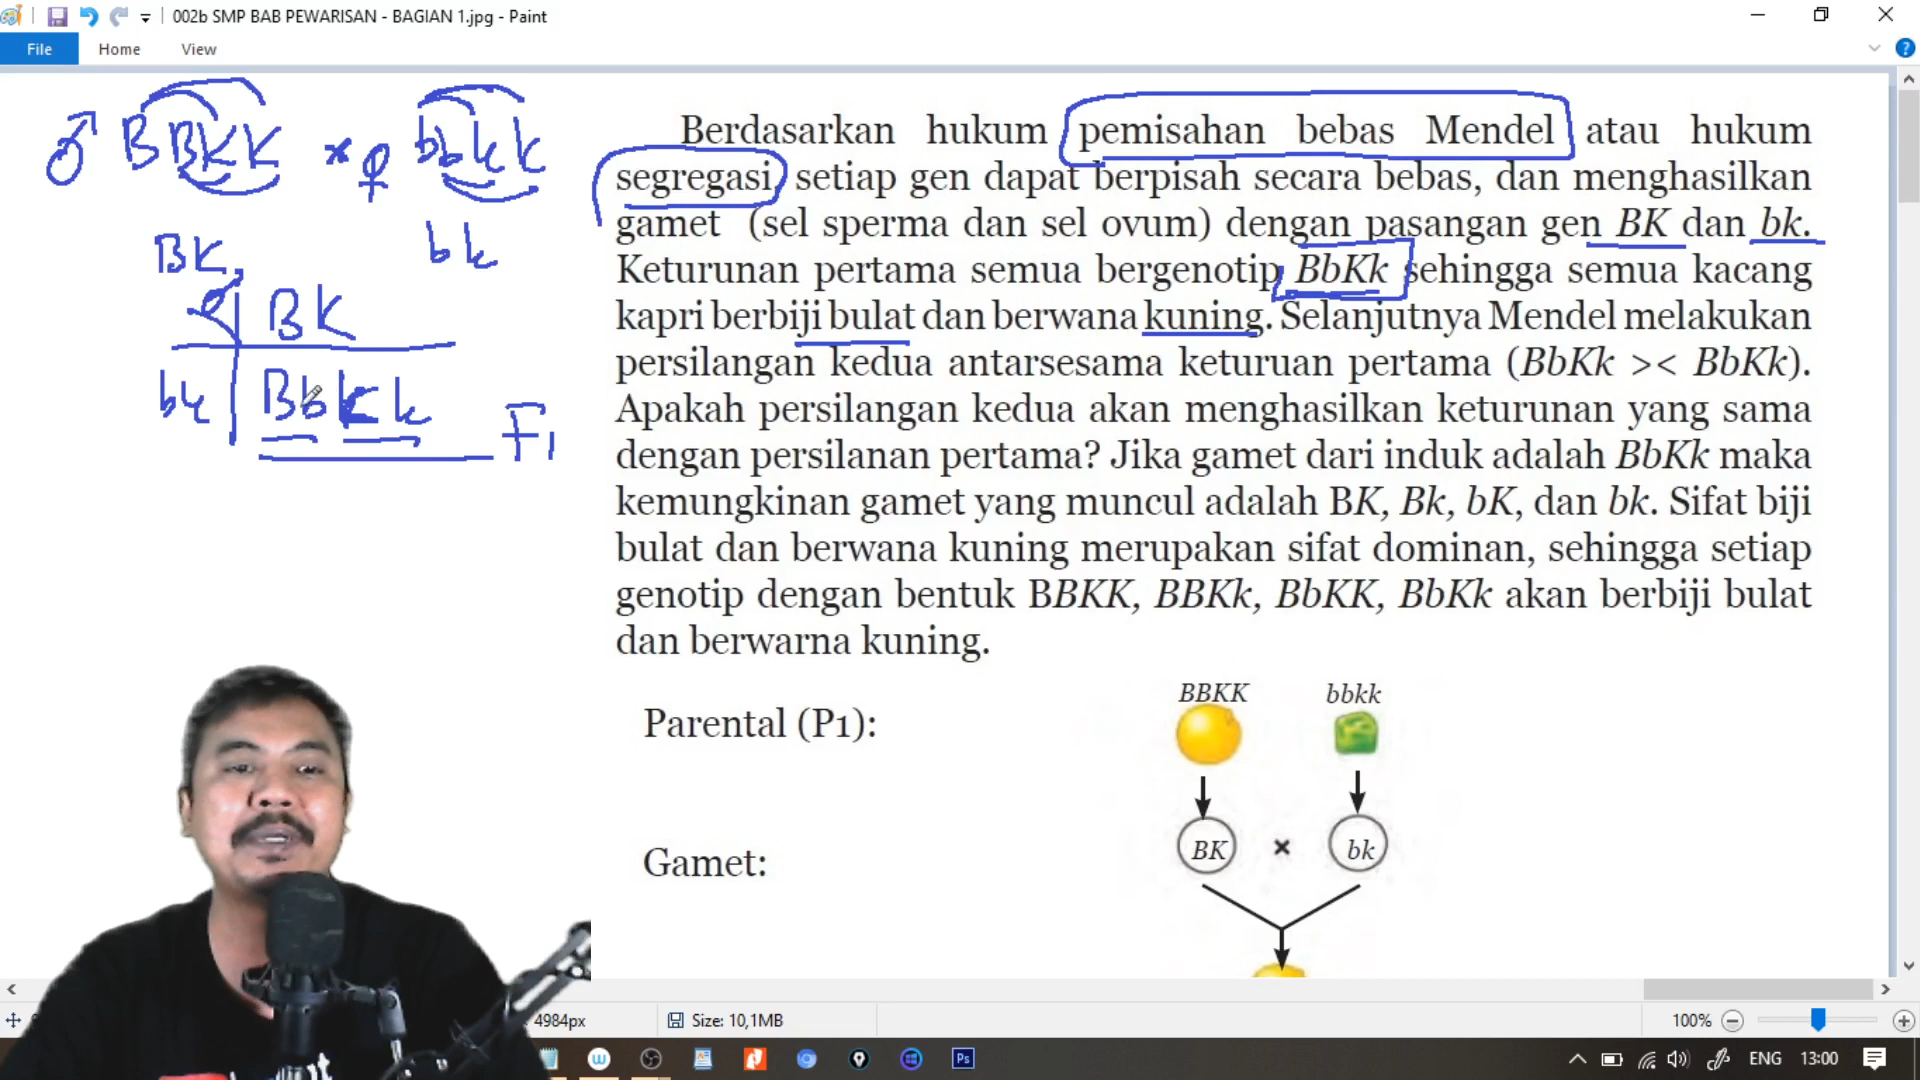 002b SMP BAB PEWARISAN - BAGIAN 1.jpg - Paint
File Home View
♂ BBKK × ♀ bbkk
BK bk
♂ BK
♀
bk BbKk F1
Berdasarkan hukum pemisahan bebas Mendel atau hukum
segregasi, setiap gen dapat berpisah secara bebas, dan menghasilkan
gamet (sel sperma dan sel ovum) dengan pasangan gen BK dan bk.
Keturunan pertama semua bergenotip BbKk sehingga semua kacang
kapri berbiji bulat dan berwana kuning. Selanjutnya Mendel melakukan
persilangan kedua antarsesama keturuan pertama (BbKk >< BbKk).
Apakah persilangan kedua akan menghasilkan keturunan yang sama
dengan persilanan pertama? Jika gamet dari induk adalah BbKk maka
kemungkinan gamet yang muncul adalah BK, Bk, bK, dan bk. Sifat biji
bulat dan berwana kuning merupakan sifat dominan, sehingga setiap
genotip dengan bentuk BBKK, BBKk, BbKK, BbKk akan berbiji bulat
dan berwarna kuning.
BBKK bbkk
Parental (P1):
BK × bk
Gamet:
4984px Size: 10,1MB 100%
Ps ENG 13:00